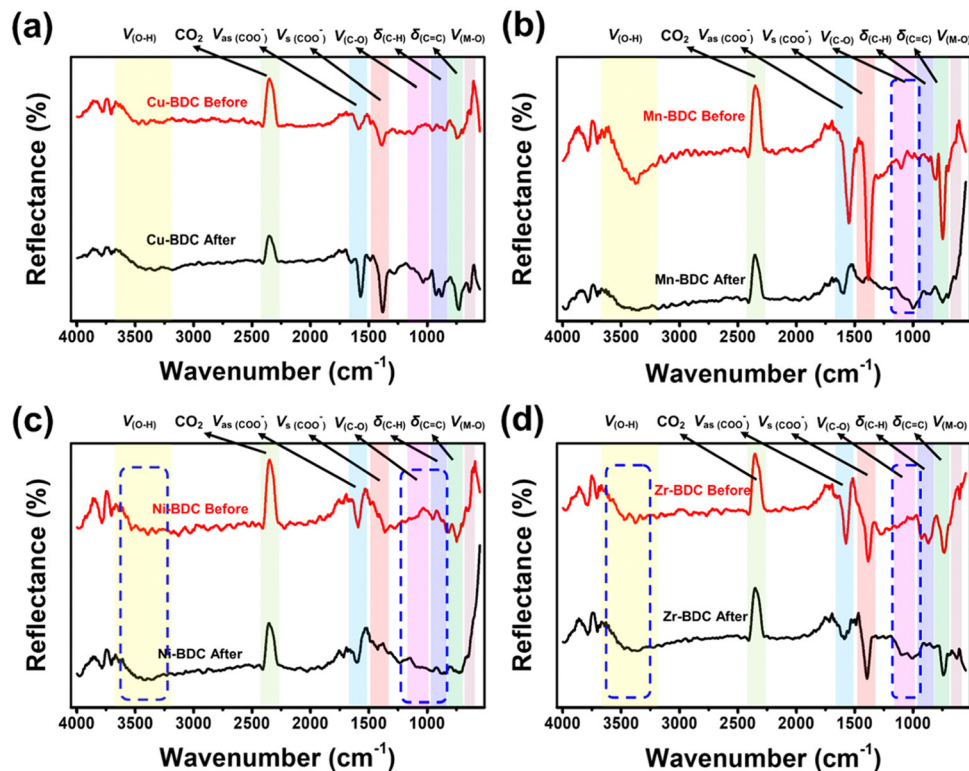 (a)
V(O-H) CO2 Vas (COO-) Vs (COO-) V(C-O) δ(C-H) δ(C=C) V(M-O)
Reflectance (%)
Cu-BDC Before
Cu-BDC After
4000 3500 3000 2500 2000 1500 1000
Wavenumber (cm-1)
(b)
V(O-H) CO2 Vas (COO-) Vs (COO-) V(C-O) δ(C-H) δ(C=C) V(M-O)
Reflectance (%)
Mn-BDC Before
Mn-BDC After
4000 3500 3000 2500 2000 1500 1000
Wavenumber (cm-1)
(c)
V(O-H) CO2 Vas (COO-) Vs (COO-) V(C-O) δ(C-H) δ(C=C) V(M-O)
Reflectance (%)
Ni-BDC Before
Ni-BDC After
4000 3500 3000 2500 2000 1500 1000
Wavenumber (cm-1)
(d)
V(O-H) CO2 Vas (COO-) Vs (COO-) V(C-O) δ(C-H) δ(C=C) V(M-O)
Reflectance (%)
Zr-BDC Before
Zr-BDC After
4000 3500 3000 2500 2000 1500 1000
Wavenumber (cm-1)